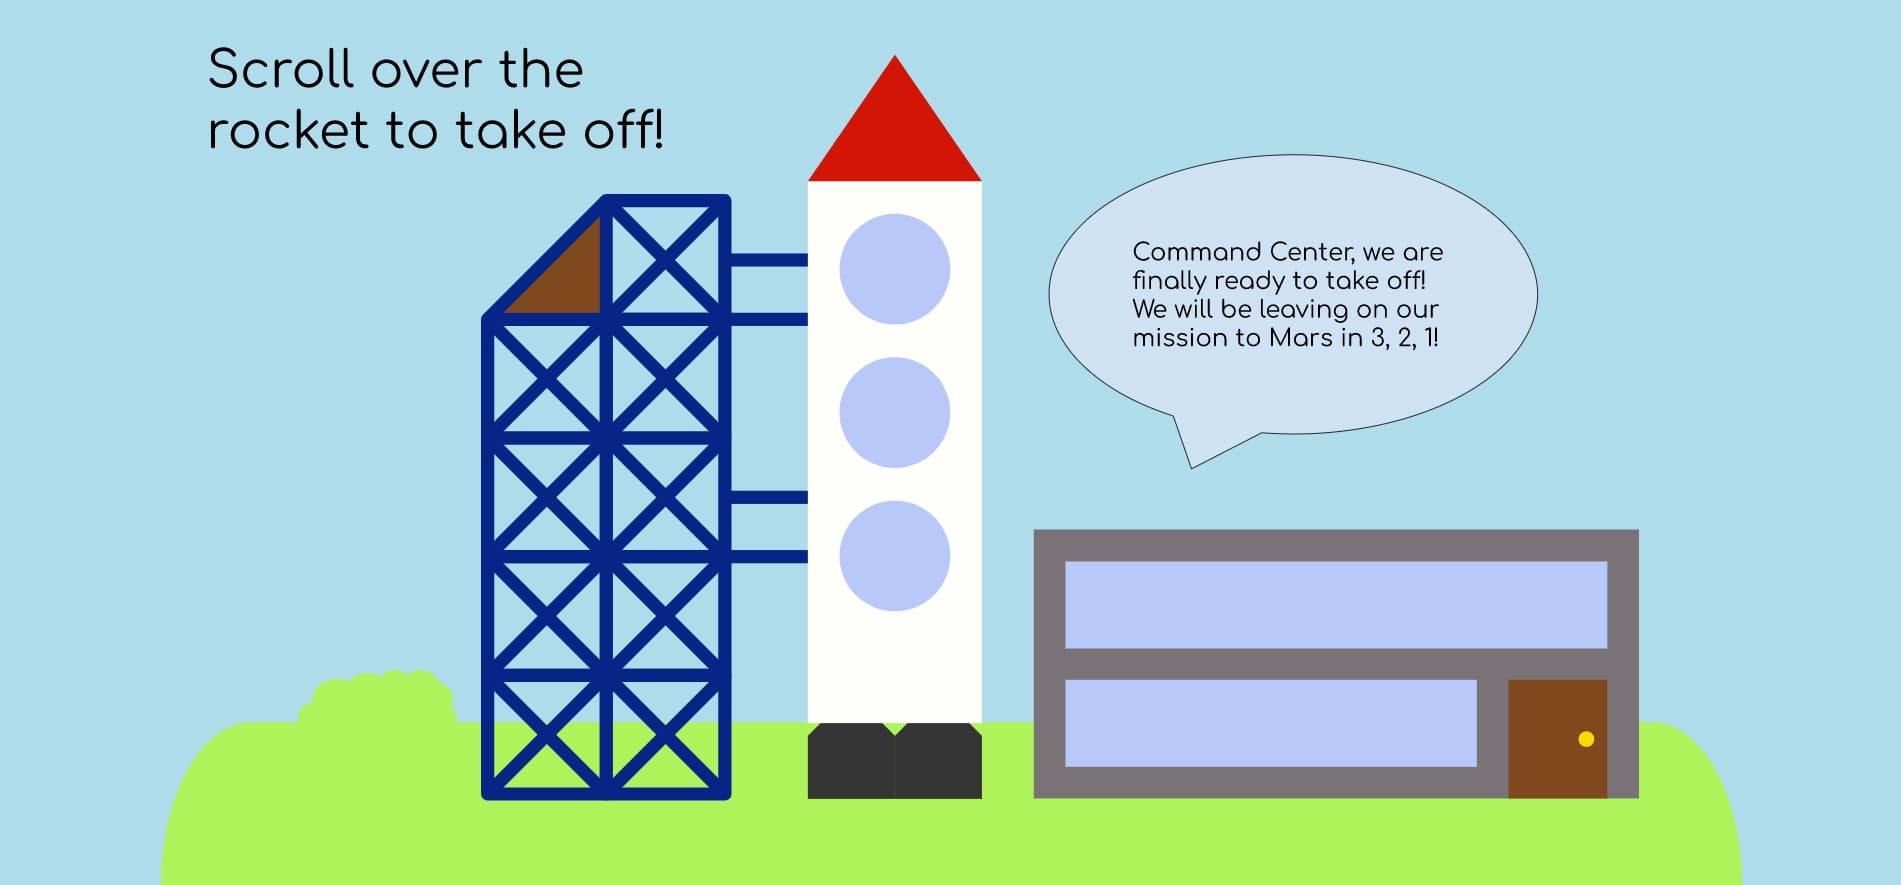 Scroll over the
rocket to take off!
Command Center, we are
finally ready to take off!
We will be leaving on our
mission to Mars in 3, 2, 1!